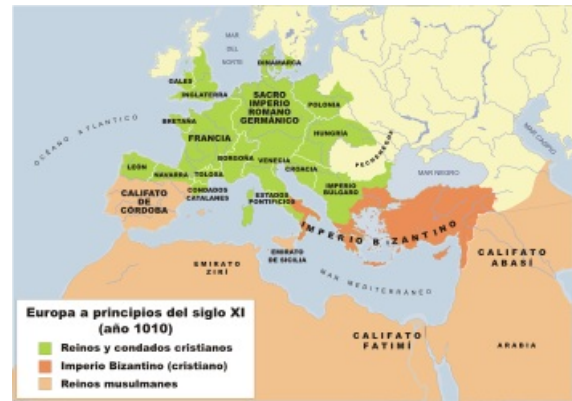 MAR
DEL
NORTE
DINAMARCA
GALES
INGLATERRA
SACRO
IMPERIO
ROMANO
GERMÁNICO
POLONIA
BRETAÑA
FRANCIA
HUNGRÍA
OCÉANO ATLÁNTICO
PECHENEGOS
MAR CASPIO
BORGOÑA
VENESIA
CROACIA
MAR NEGRO
LEÓN
NAVARRA
TOLOSA
IMPERIO
BÚLGARO
CALIFATO
DE
CÓRDOBA
CONDADOS
CATALANES
ESTADOS
PONTIFICIOS
IMPERIO BIZANTINO
EMIRATO
DE SICILIA
EMIRATO
ZIRÍ
MAR MEDITERRÁNEO
CALIFATO
ABASÍ
CALIFATO
FATIMÍ
ARABIA
Europa a principios del siglo XI
(año 1010)
Reinos y condados cristianos
Imperio Bizantino (cristiano)
Reinos musulmanes